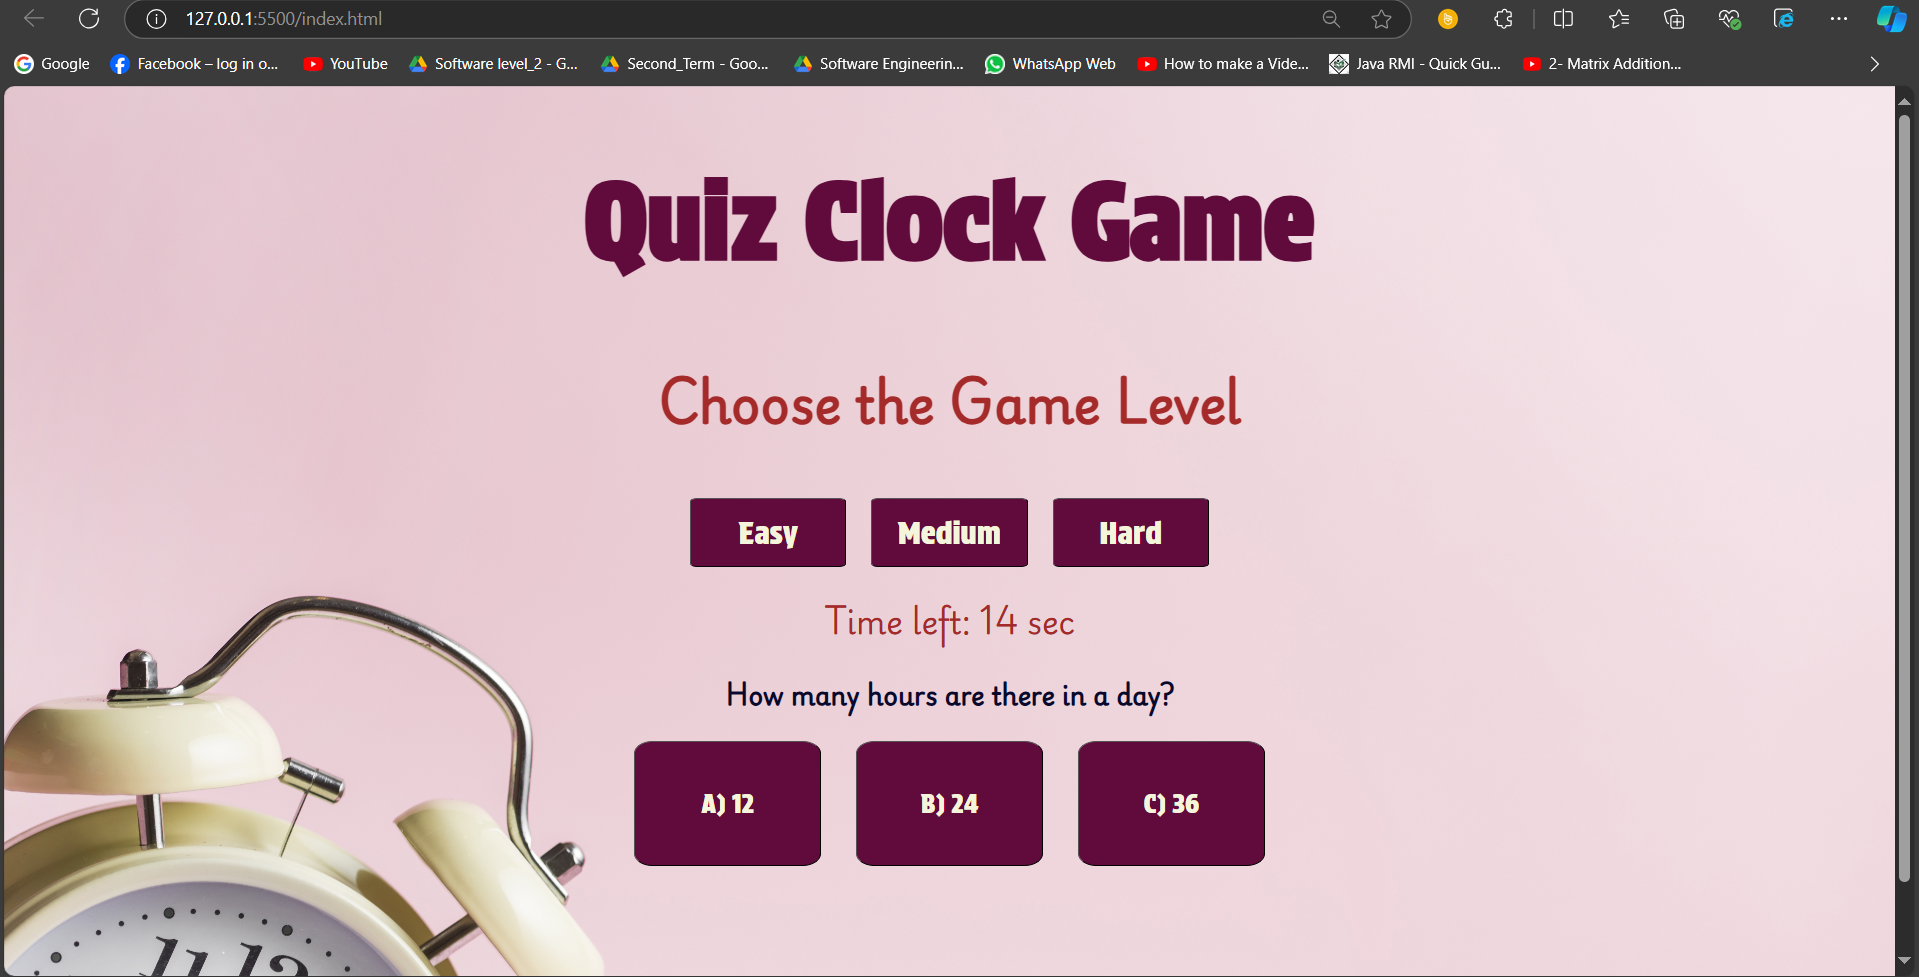 127.0.0.1:5500/index.html
Google Facebook – log in o... YouTube Software level_2 - G... Second_Term - Goo... Software Engineerin... WhatsApp Web How to make a Vide... Java RMI - Quick Gu... 2- Matrix Addition...
Quiz Clock Game
Choose the Game Level
Easy Medium Hard
Time left: 14 sec
How many hours are there in a day?
A) 12 B) 24 C) 36
11 12